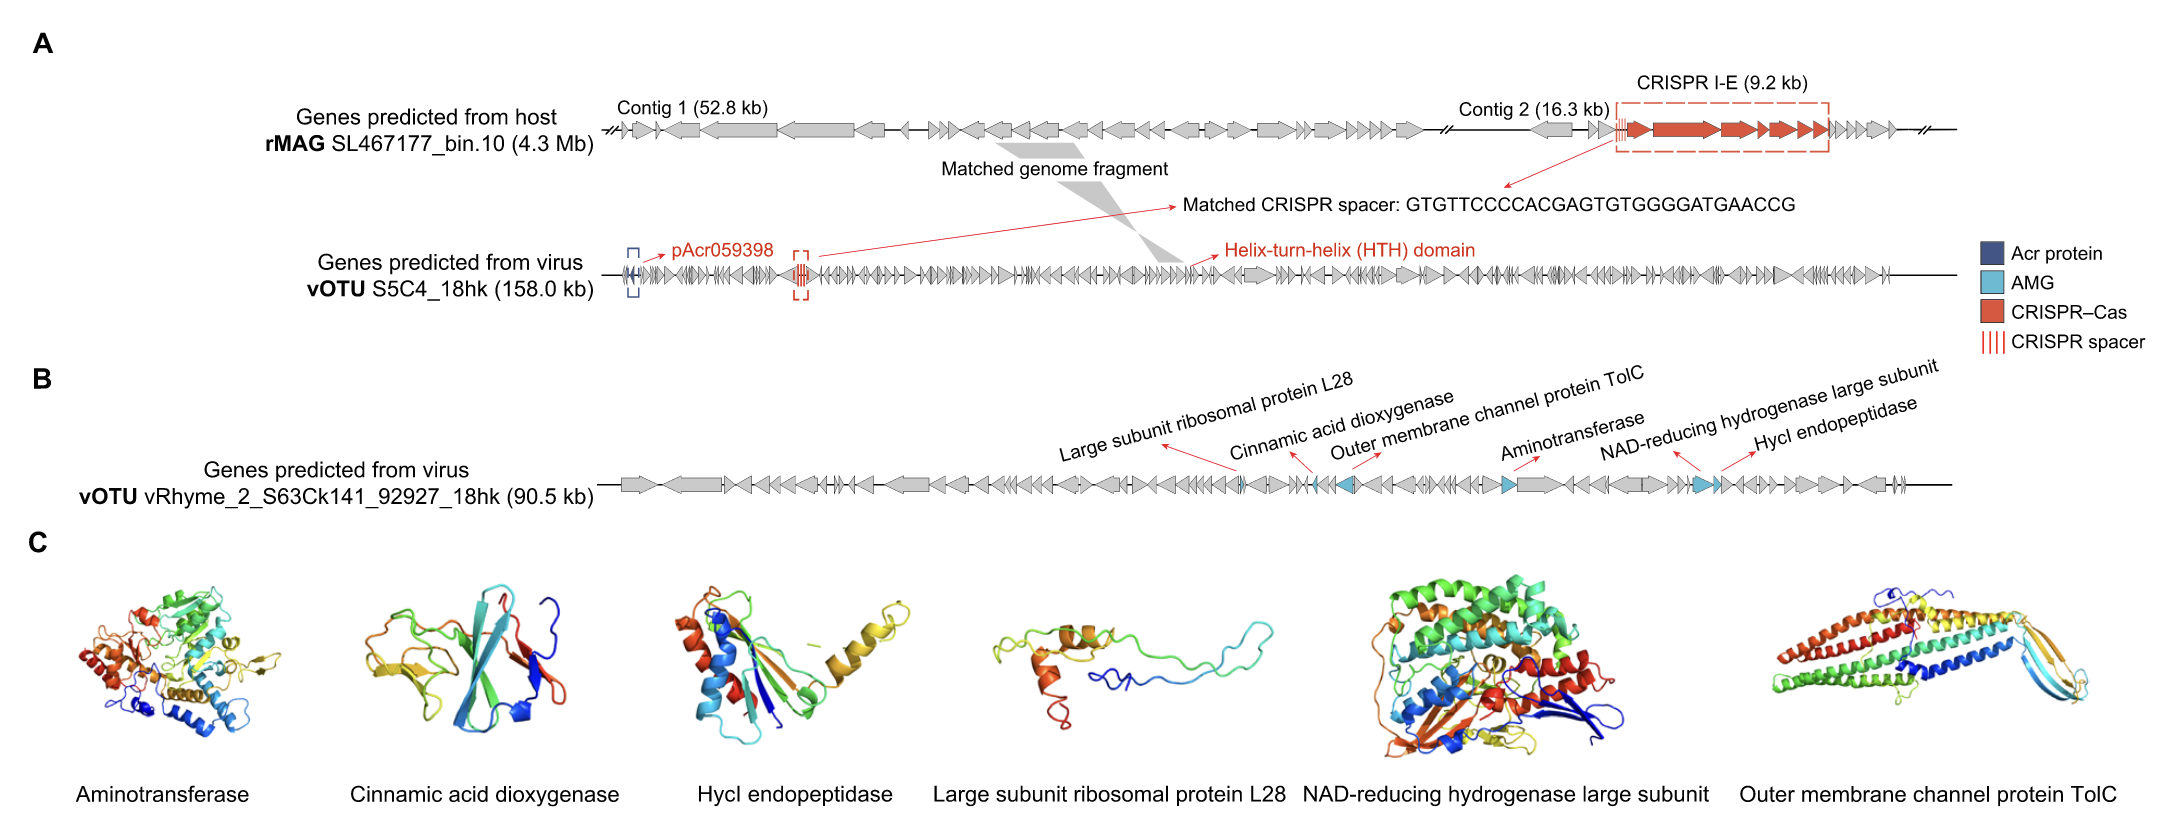 A
CRISPR I-E (9.2 kb)
Contig 1 (52.8 kb)
Contig 2 (16.3 kb)
Genes predicted from host
rMAG SL467177_bin.10 (4.3 Mb)
Matched genome fragment
Matched CRISPR spacer: GTGTTCCCCACGAGTGTGGGGATGAACCG
pAcr059398
Helix-turn-helix (HTH) domain
Genes predicted from virus
vOTU S5C4_18hk (158.0 kb)
Acr protein
AMG
CRISPR–Cas
CRISPR spacer
B
Large subunit ribosomal protein L28
Cinnamic acid dioxygenase
Outer membrane channel protein TolC
Aminotransferase
NAD-reducing hydrogenase large subunit
HycI endopeptidase
Genes predicted from virus
vOTU vRhyme_2_S63Ck141_92927_18hk (90.5 kb)
C
Aminotransferase
Cinnamic acid dioxygenase
HycI endopeptidase
Large subunit ribosomal protein L28
NAD-reducing hydrogenase large subunit
Outer membrane channel protein TolC